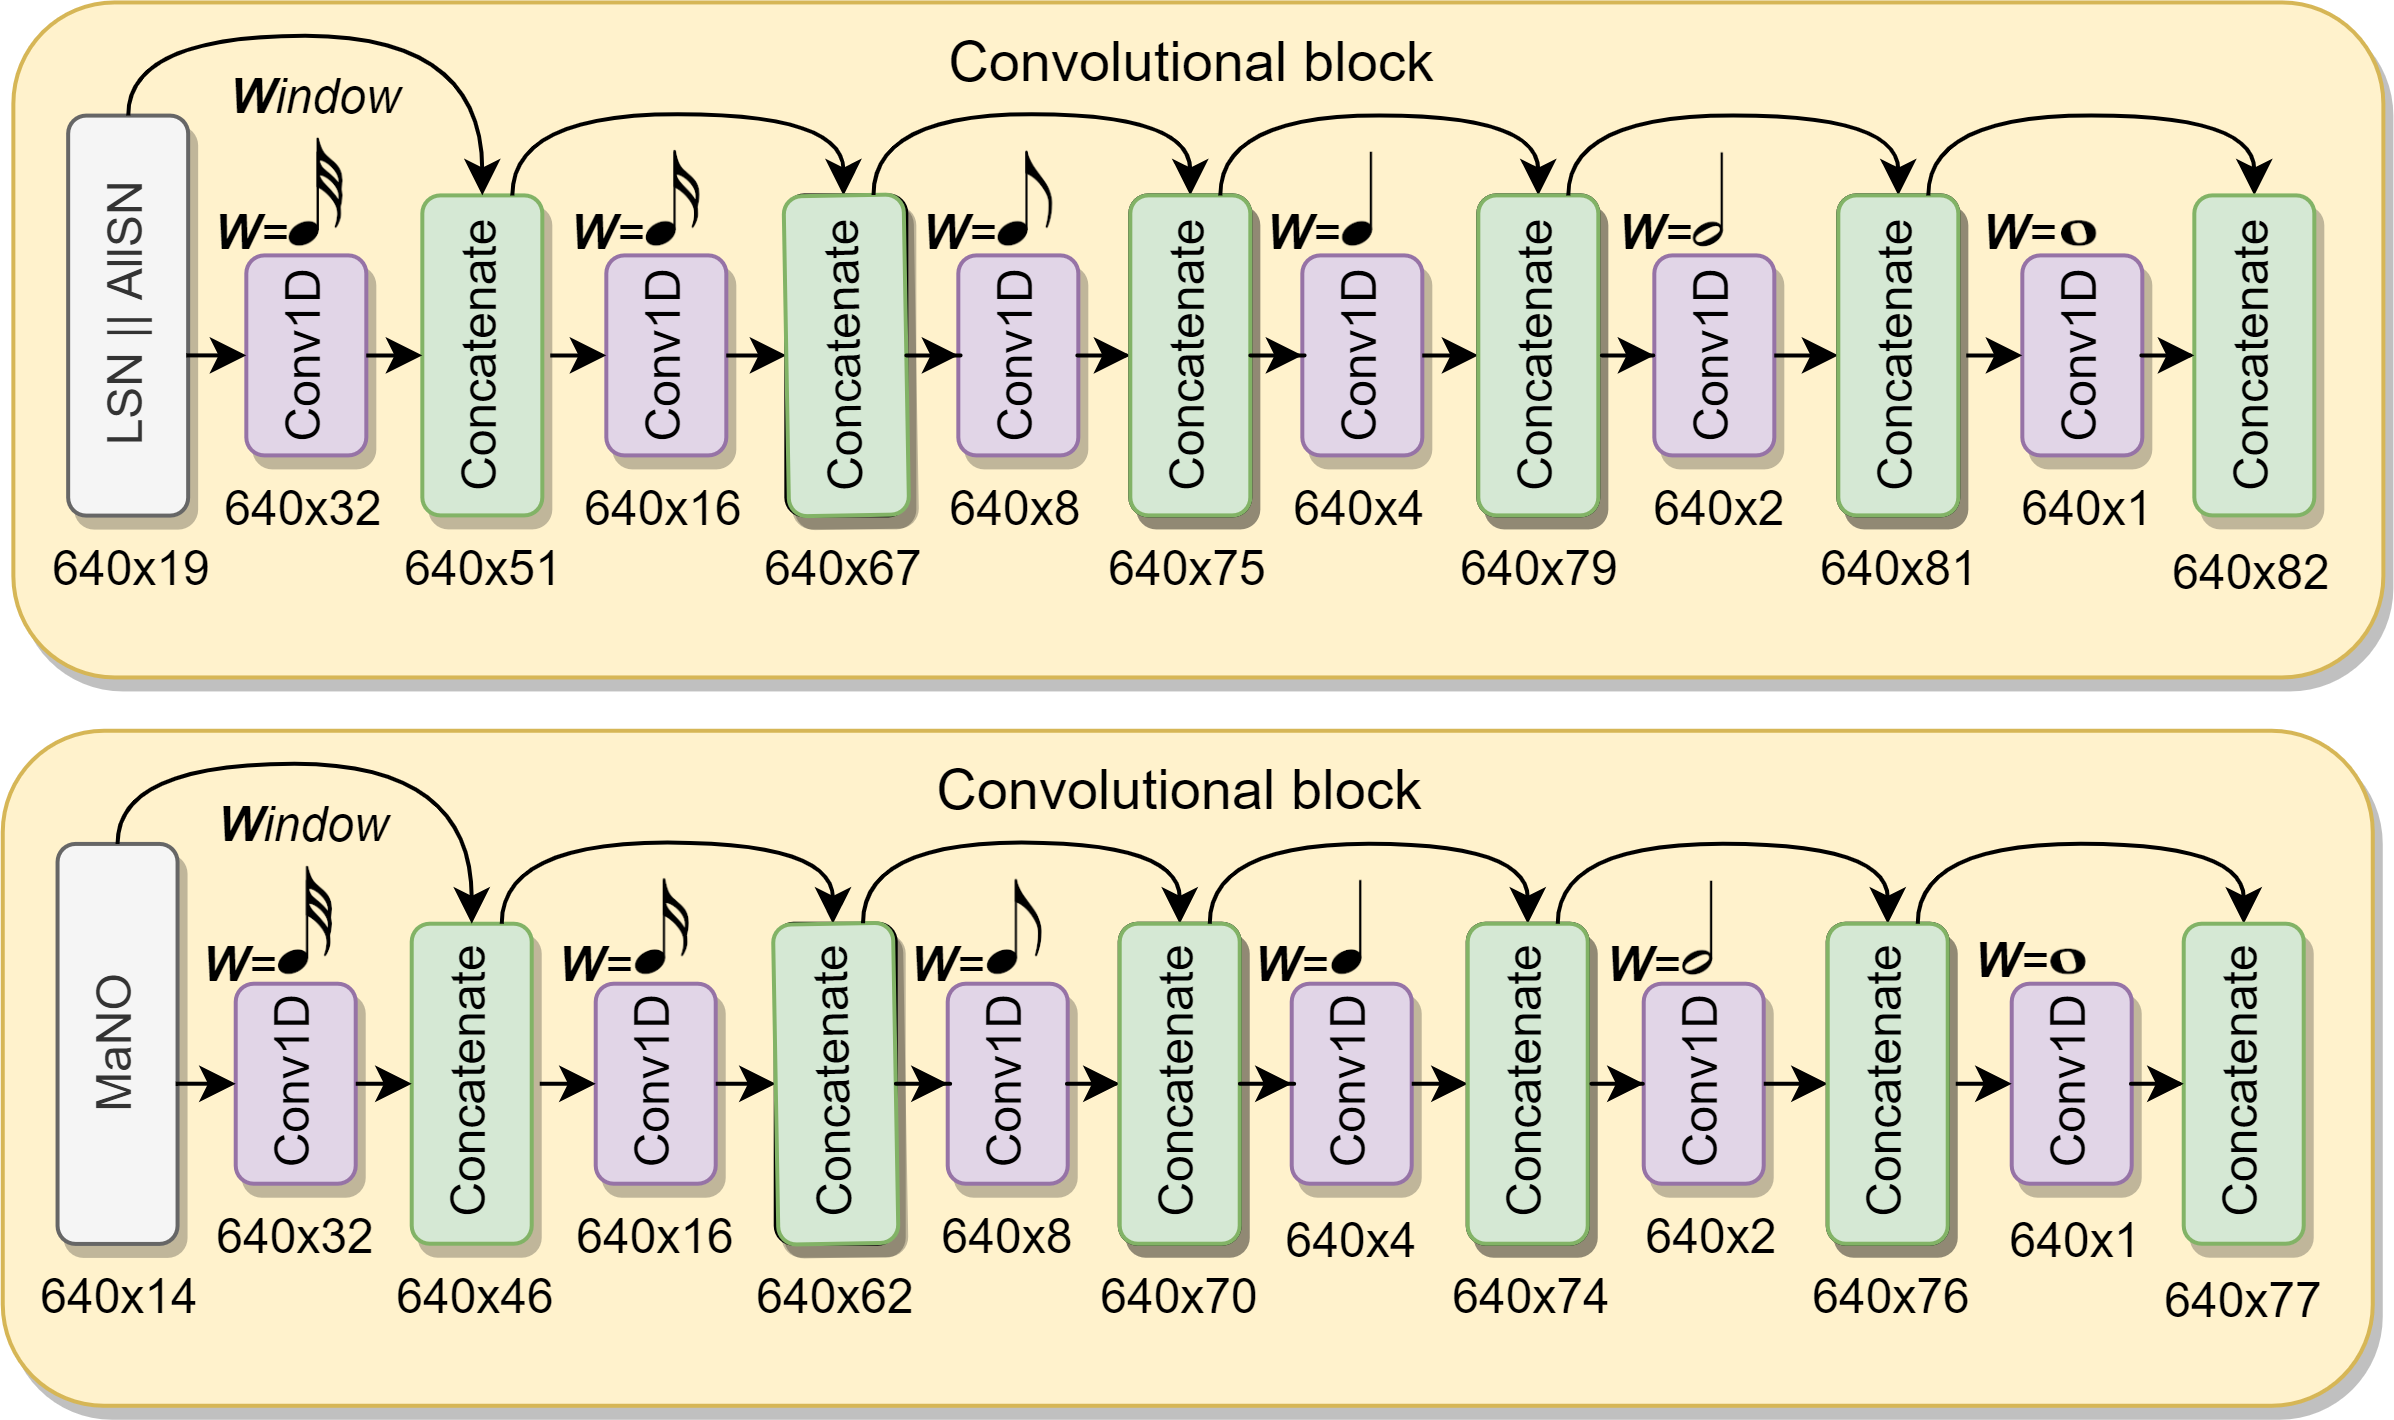 Convolutional block
Window
LSN || AllSN
W=
Conv1D
Concatenate
W=
Conv1D
Concatenate
W=
Conv1D
Concatenate
W=
Conv1D
Concatenate
W=
Conv1D
Concatenate
W=
Conv1D
Concatenate
640x32
640x16
640x8
640x4
640x2
640x1
640x19
640x51
640x67
640x75
640x79
640x81
640x82
Convolutional block
Window
MaNO
W=
Conv1D
Concatenate
W=
Conv1D
Concatenate
W=
Conv1D
Concatenate
W=
Conv1D
Concatenate
W=
Conv1D
Concatenate
W=
Conv1D
Concatenate
640x32
640x16
640x8
640x4
640x2
640x1
640x14
640x46
640x62
640x70
640x74
640x76
640x77